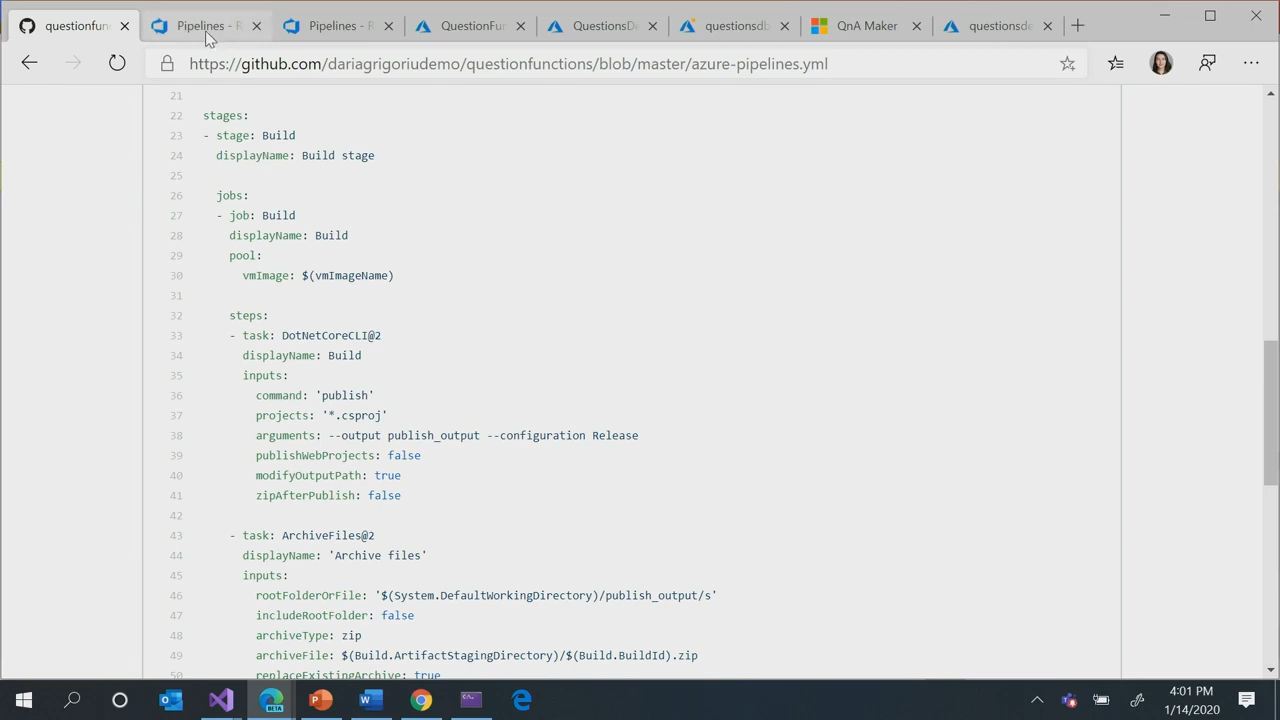 questionfun
Pipelines - R
Pipelines - R
QuestionFun
QuestionsDe
questionsdb
QnA Maker
questionsde
https://github.com/dariagrigoriudemo/questionfunctions/blob/master/azure-pipelines.yml
21
22 stages:
23 - stage: Build
24 displayName: Build stage
25
26 jobs:
27 - job: Build
28 displayName: Build
29 pool:
30 vmImage: $(vmImageName)
31
32 steps:
33 - task: DotNetCoreCLI@2
34 displayName: Build
35 inputs:
36 command: 'publish'
37 projects: '*.csproj'
38 arguments: --output publish_output --configuration Release
39 publishWebProjects: false
40 modifyOutputPath: true
41 zipAfterPublish: false
42
43 - task: ArchiveFiles@2
44 displayName: 'Archive files'
45 inputs:
46 rootFolderOrFile: '$(System.DefaultWorkingDirectory)/publish_output/s'
47 includeRootFolder: false
48 archiveType: zip
49 archiveFile: $(Build.ArtifactStagingDirectory)/$(Build.BuildId).zip
50 replaceExistingArchive: true
BETA
4:01 PM
1/14/2020